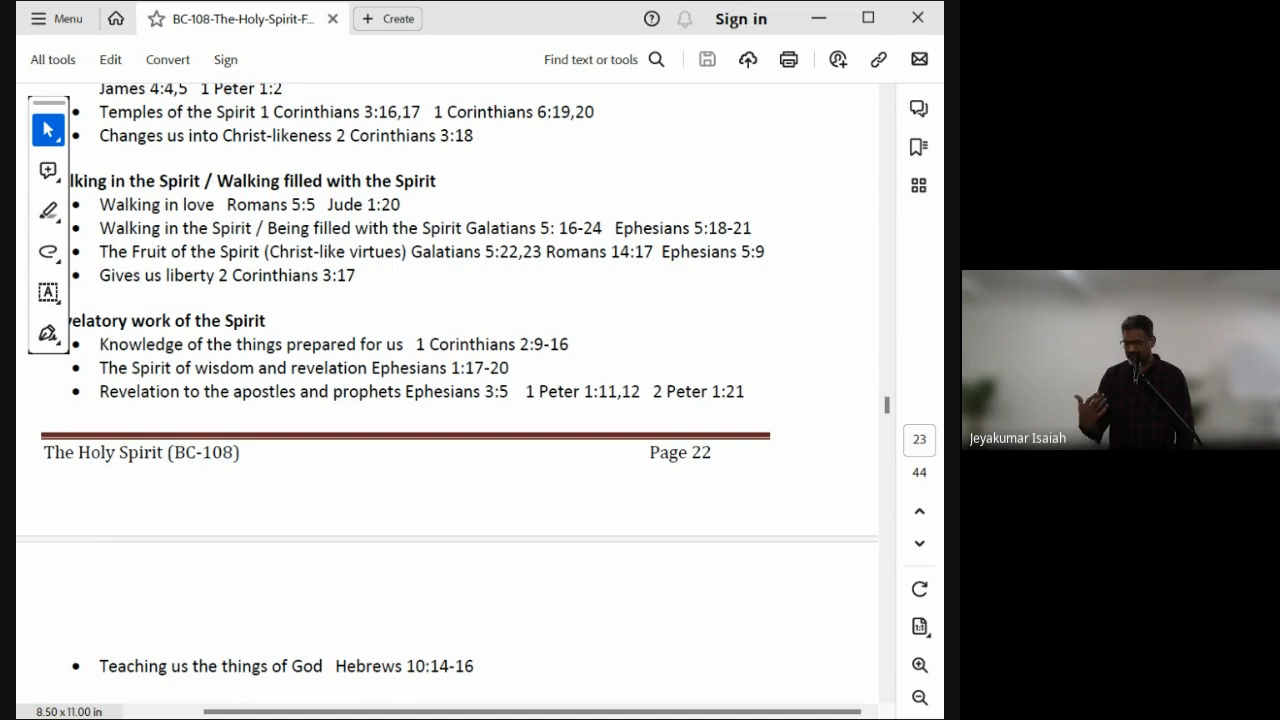 Menu
BC-108-The-Holy-Spirit-F...
Create
Sign in
All tools
Edit
Convert
Sign
Find text or tools
James 4:4,5 1 Peter 1:2
• Temples of the Spirit 1 Corinthians 3:16,17 1 Corinthians 6:19,20
• Changes us into Christ-likeness 2 Corinthians 3:18
lking in the Spirit / Walking filled with the Spirit
• Walking in love Romans 5:5 Jude 1:20
• Walking in the Spirit / Being filled with the Spirit Galatians 5: 16-24 Ephesians 5:18-21
• The Fruit of the Spirit (Christ-like virtues) Galatians 5:22,23 Romans 14:17 Ephesians 5:9
• Gives us liberty 2 Corinthians 3:17
velatory work of the Spirit
• Knowledge of the things prepared for us 1 Corinthians 2:9-16
• The Spirit of wisdom and revelation Ephesians 1:17-20
• Revelation to the apostles and prophets Ephesians 3:5 1 Peter 1:11,12 2 Peter 1:21
The Holy Spirit (BC-108) Page 22
• Teaching us the things of God Hebrews 10:14-16
8.50 x 11.00 in
23
44
Jeyakumar Isaiah